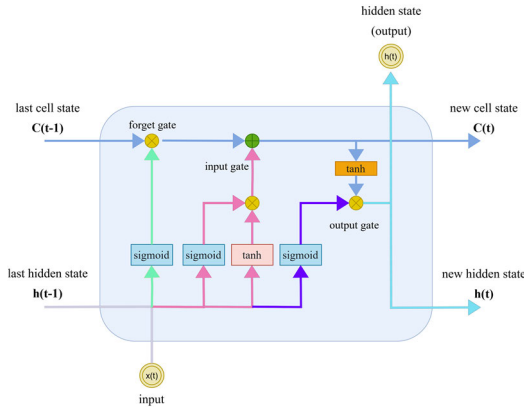 hidden state
(output)
h(t)
last cell state
C(t-1)
forget gate
new cell state
C(t)
input gate
tanh
output gate
sigmoid
sigmoid
tanh
sigmoid
last hidden state
h(t-1)
new hidden state
h(t)
x(t)
input